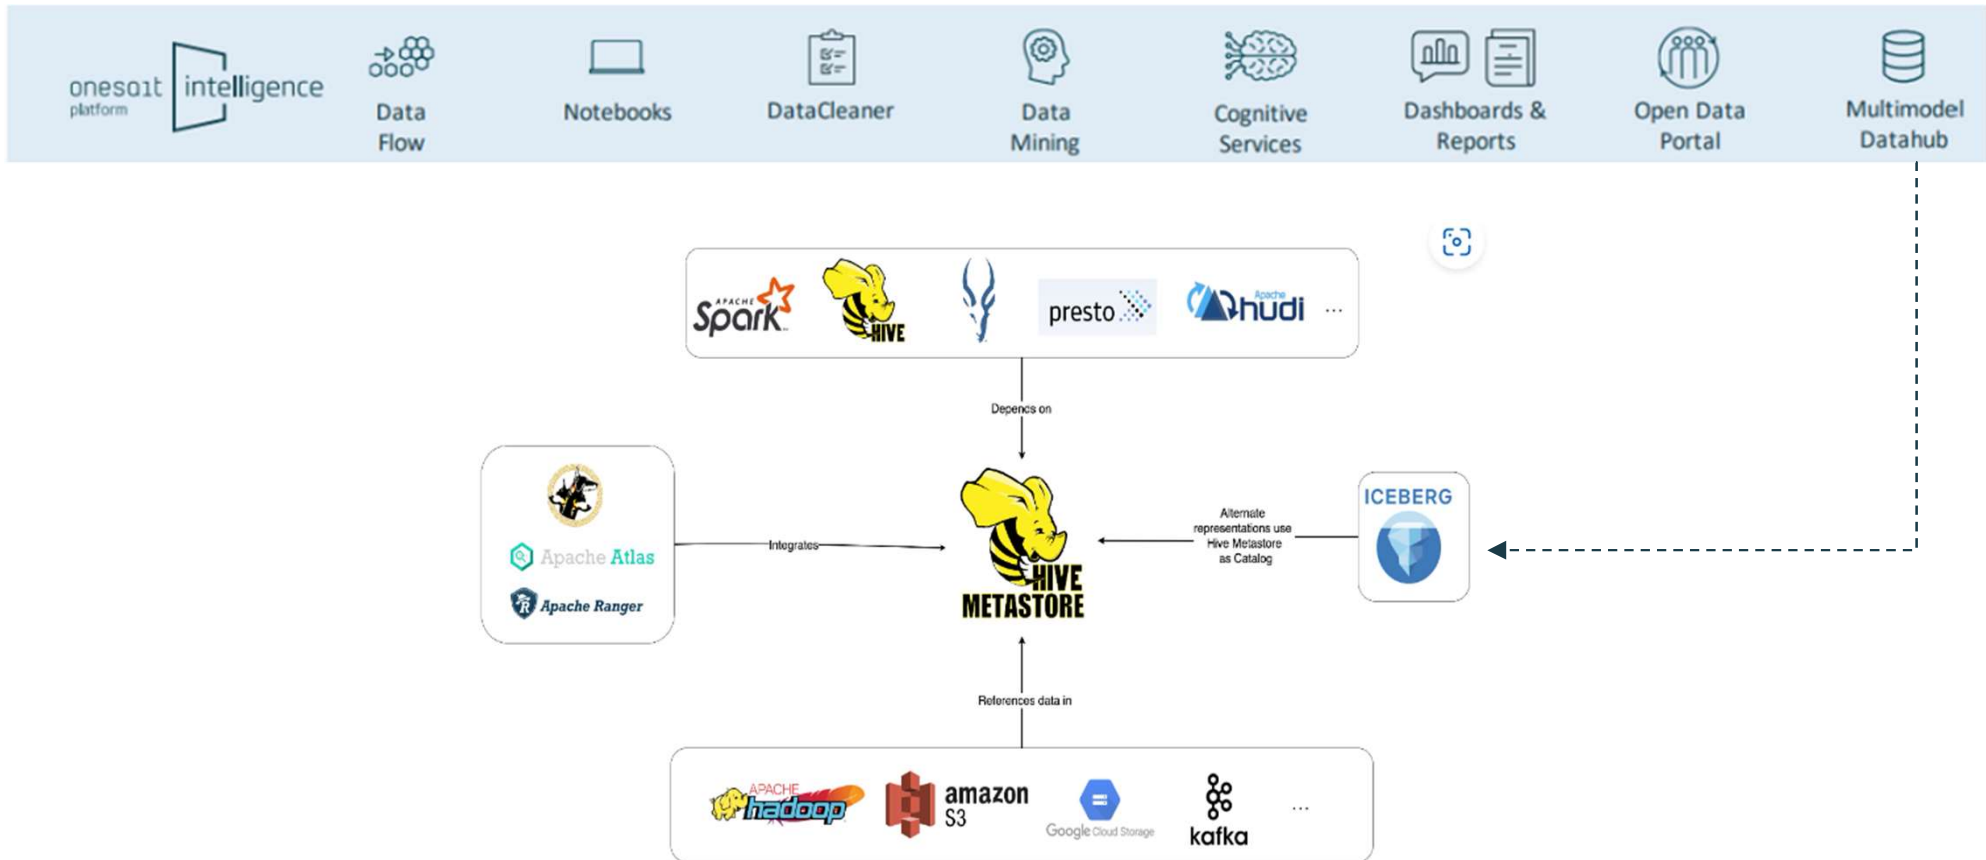 onesait
platform
intelligence
Data
Flow
Notebooks
DataCleaner
Data
Mining
Cognitive
Services
Dashboards &
Reports
Open Data
Portal
Multimodel
Datahub
APACHE
Spark
HIVE
presto
Apache
hudi
...
Depends on
Apache Atlas
Apache Ranger
Integrates
HIVE
METASTORE
Alternate
representations use
Hive Metastore
as Catalog
ICEBERG
References data in
APACHE
hadoop
amazon
S3
Google Cloud Storage
kafka
...